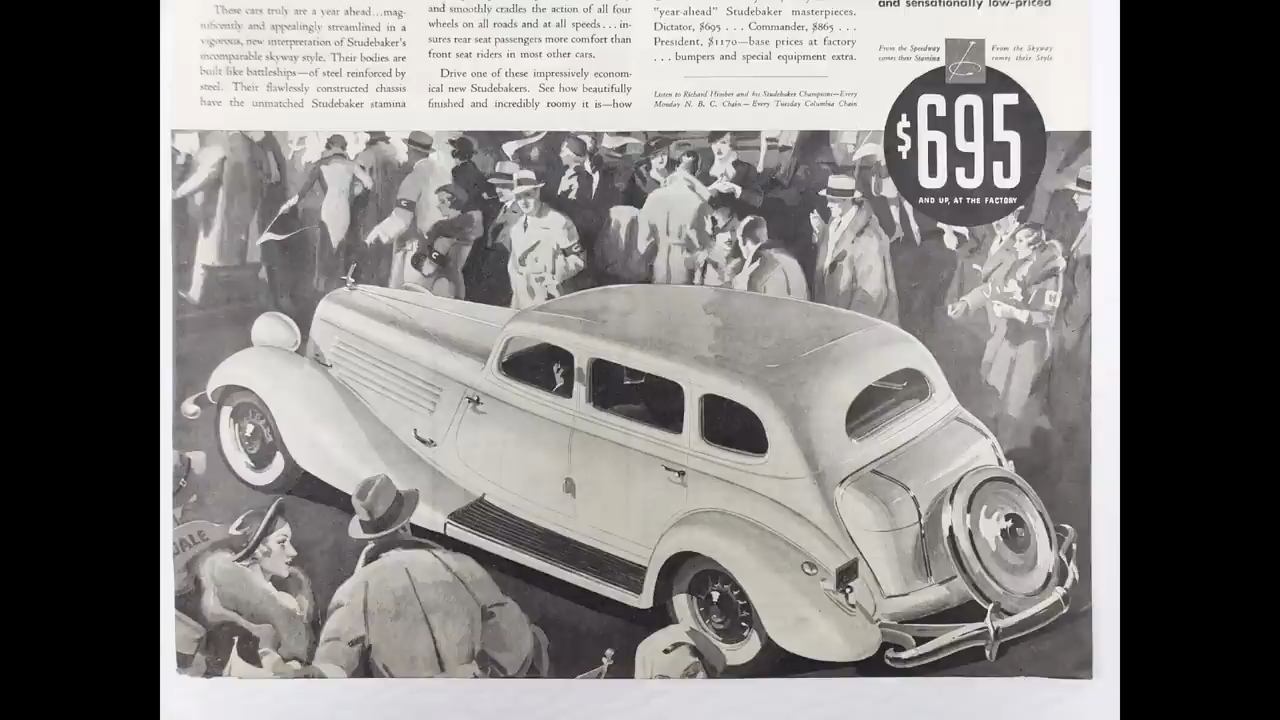 These cars truly are a year ahead...mag-
nificently and appealingly streamlined in a
vigorous, new interpretation of Studebaker's
incomparable skyway style. Their bodies are
built like battleships—of steel reinforced by
steel. Their flawlessly constructed chassis
have the unmatched Studebaker stamina
and smoothly cradles the action of all four
wheels on all roads and at all speeds...in-
sures rear seat passengers more comfort than
front seat riders in most other cars.
Drive one of these impressively econom-
ical new Studebakers. See how beautifully
finished and incredibly roomy it is—how
"year-ahead" Studebaker masterpieces.
Dictator, $695 . . . Commander, $865 . . .
President, $1170—base prices at factory
. . . bumpers and special equipment extra.
Listen to Richard Himber and his Studebaker Champions—Every
Monday N. B. C. Chain—Every Tuesday Columbia Chain
and sensationally low-priced
From the Speedway
comes their Stamina
From the Skyway
comes their Style
$695
AND UP, AT THE FACTORY
DALE